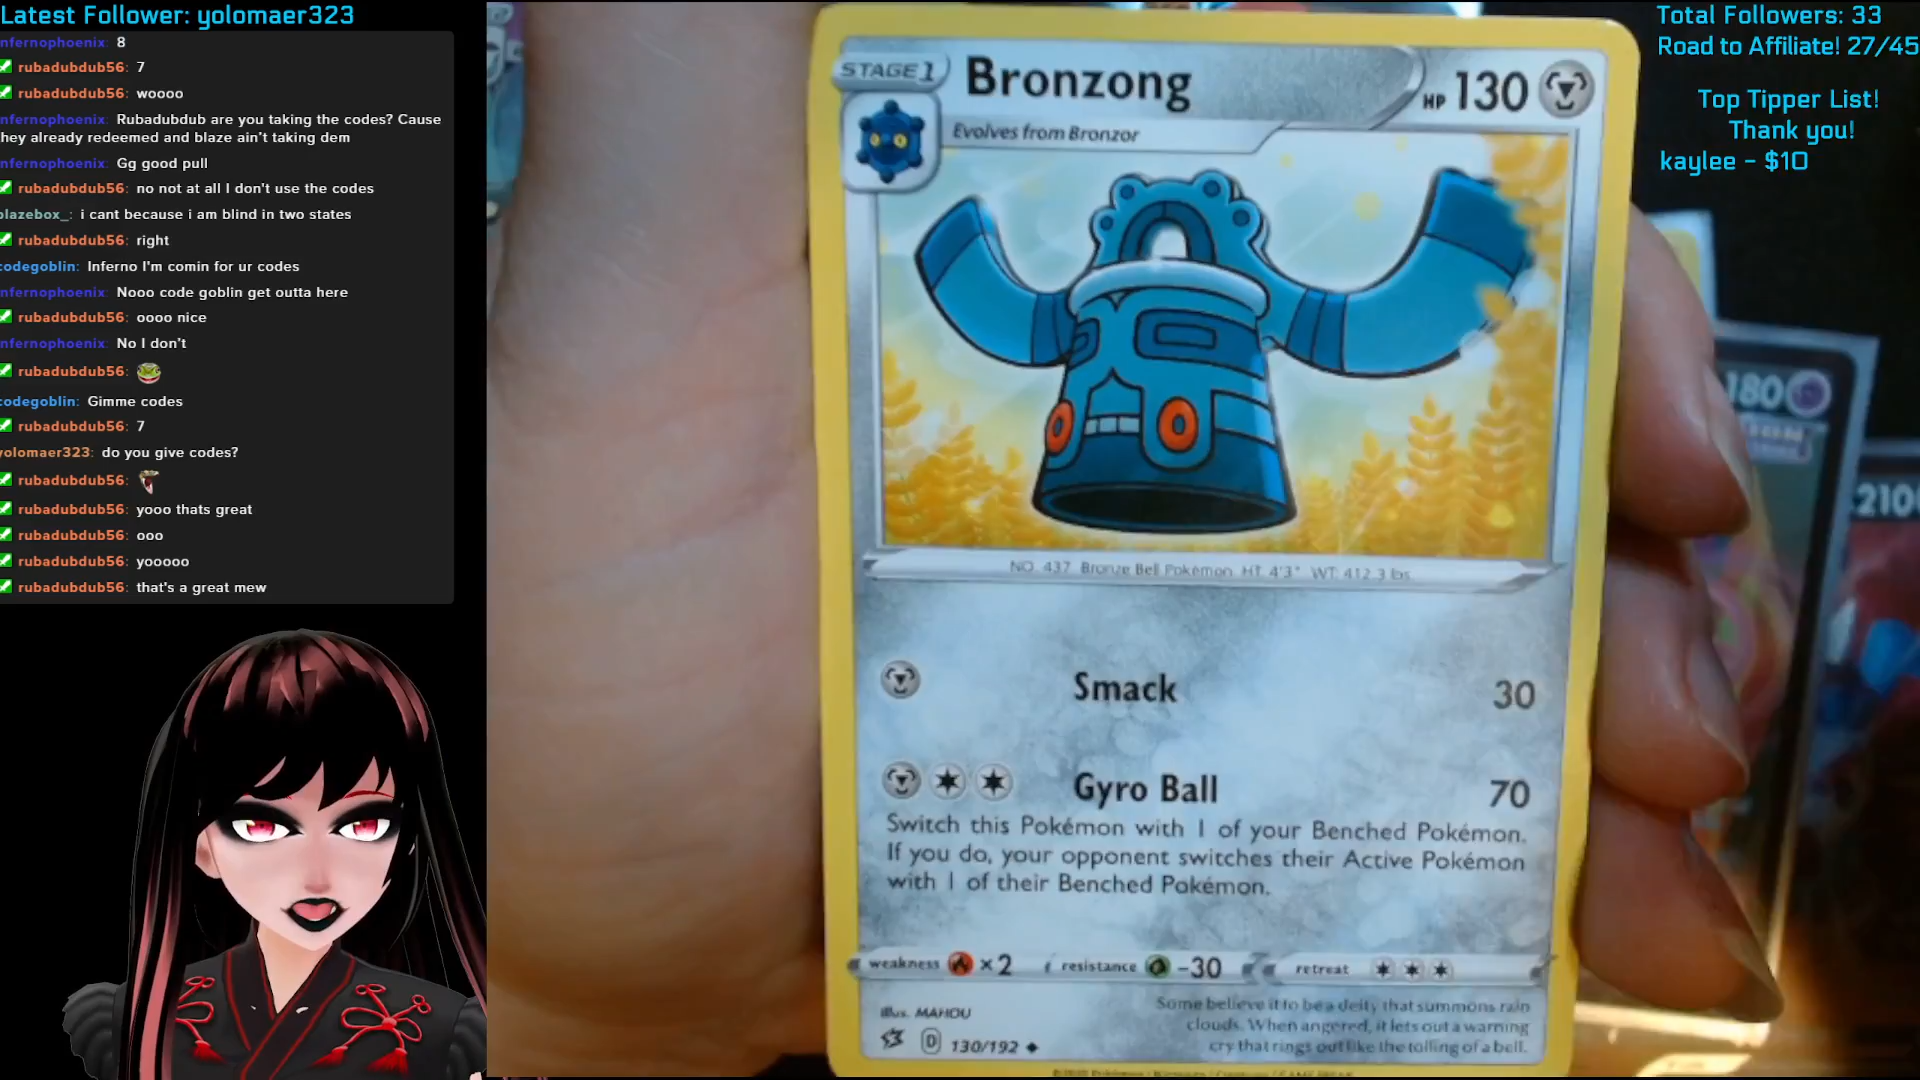 Latest Follower: yolomaer323
nfernophoenix: 8
rubadubdub56: 7
rubadubdub56: woooo
nfernophoenix: Rubadubdub are you taking the codes? Cause
hey already redeemed and blaze ain't taking dem
nfernophoenix: Gg good pull
rubadubdub56: no not at all I don't use the codes
blazebox_: i cant because i am blind in two states
rubadubdub56: right
codegoblin: Inferno I'm comin for ur codes
nfernophoenix: Nooo code goblin get outta here
rubadubdub56: oooo nice
nfernophoenix: No I don't
rubadubdub56:
codegoblin: Gimme codes
rubadubdub56: 7
yolomaer323: do you give codes?
rubadubdub56:
rubadubdub56: yooo thats great
rubadubdub56: ooo
rubadubdub56: yooooo
rubadubdub56: that's a great mew
STAGE 1
Bronzong
HP 130
Evolves from Bronzor
NO. 437 Bronze Bell Pokémon HT: 4'3" WT: 412.3 lbs.
Smack 30
Gyro Ball 70
Switch this Pokémon with 1 of your Benched Pokémon.
If you do, your opponent switches their Active Pokémon
with 1 of their Benched Pokémon.
weakness ×2 resistance -30 retreat
Illus. MAHOU
D 130/192
Some believe it to be a deity that summons rain
clouds. When angered, it lets out a warning
cry that rings out like the tolling of a bell.
180
210
Total Followers: 33
Road to Affiliate! 27/45
Top Tipper List!
Thank you!
kaylee - $10